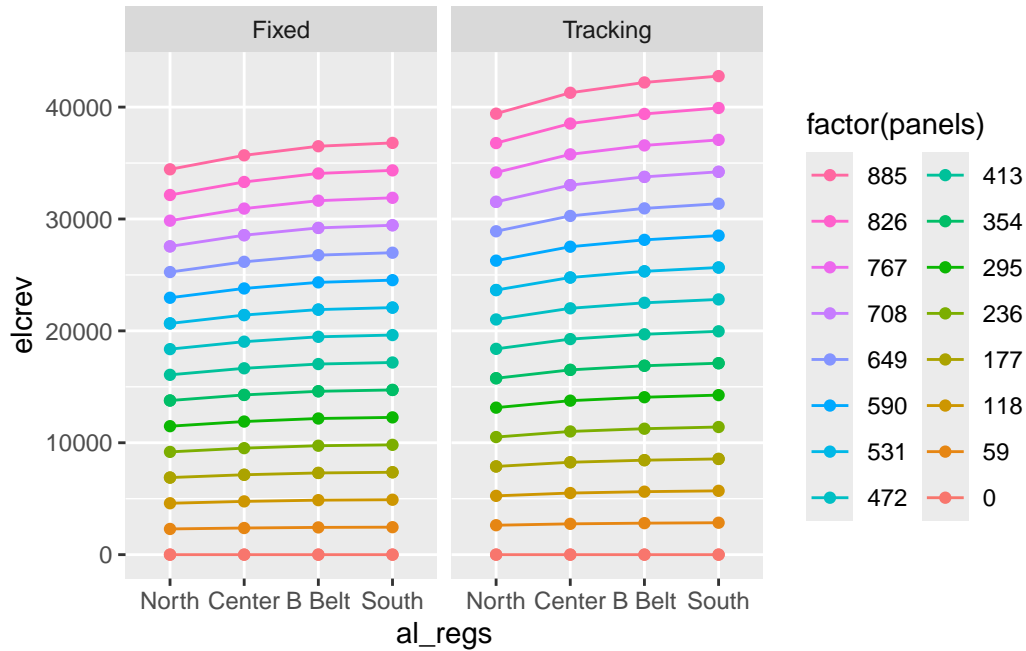 Fixed Tracking
40000
30000
20000
10000
0
elcrev
North Center B Belt South North Center B Belt South
al_regs
factor(panels)
885 413
826 354
767 295
708 236
649 177
590 118
531 59
472 0